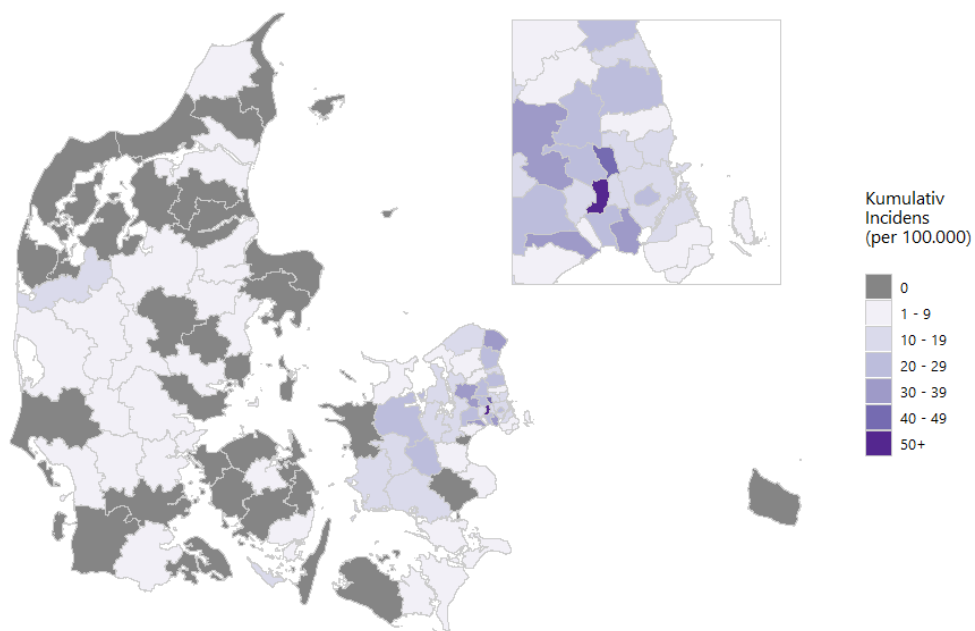 Kumulativ
Incidens
(per 100.000)
0
1 - 9
10 - 19
20 - 29
30 - 39
40 - 49
50+